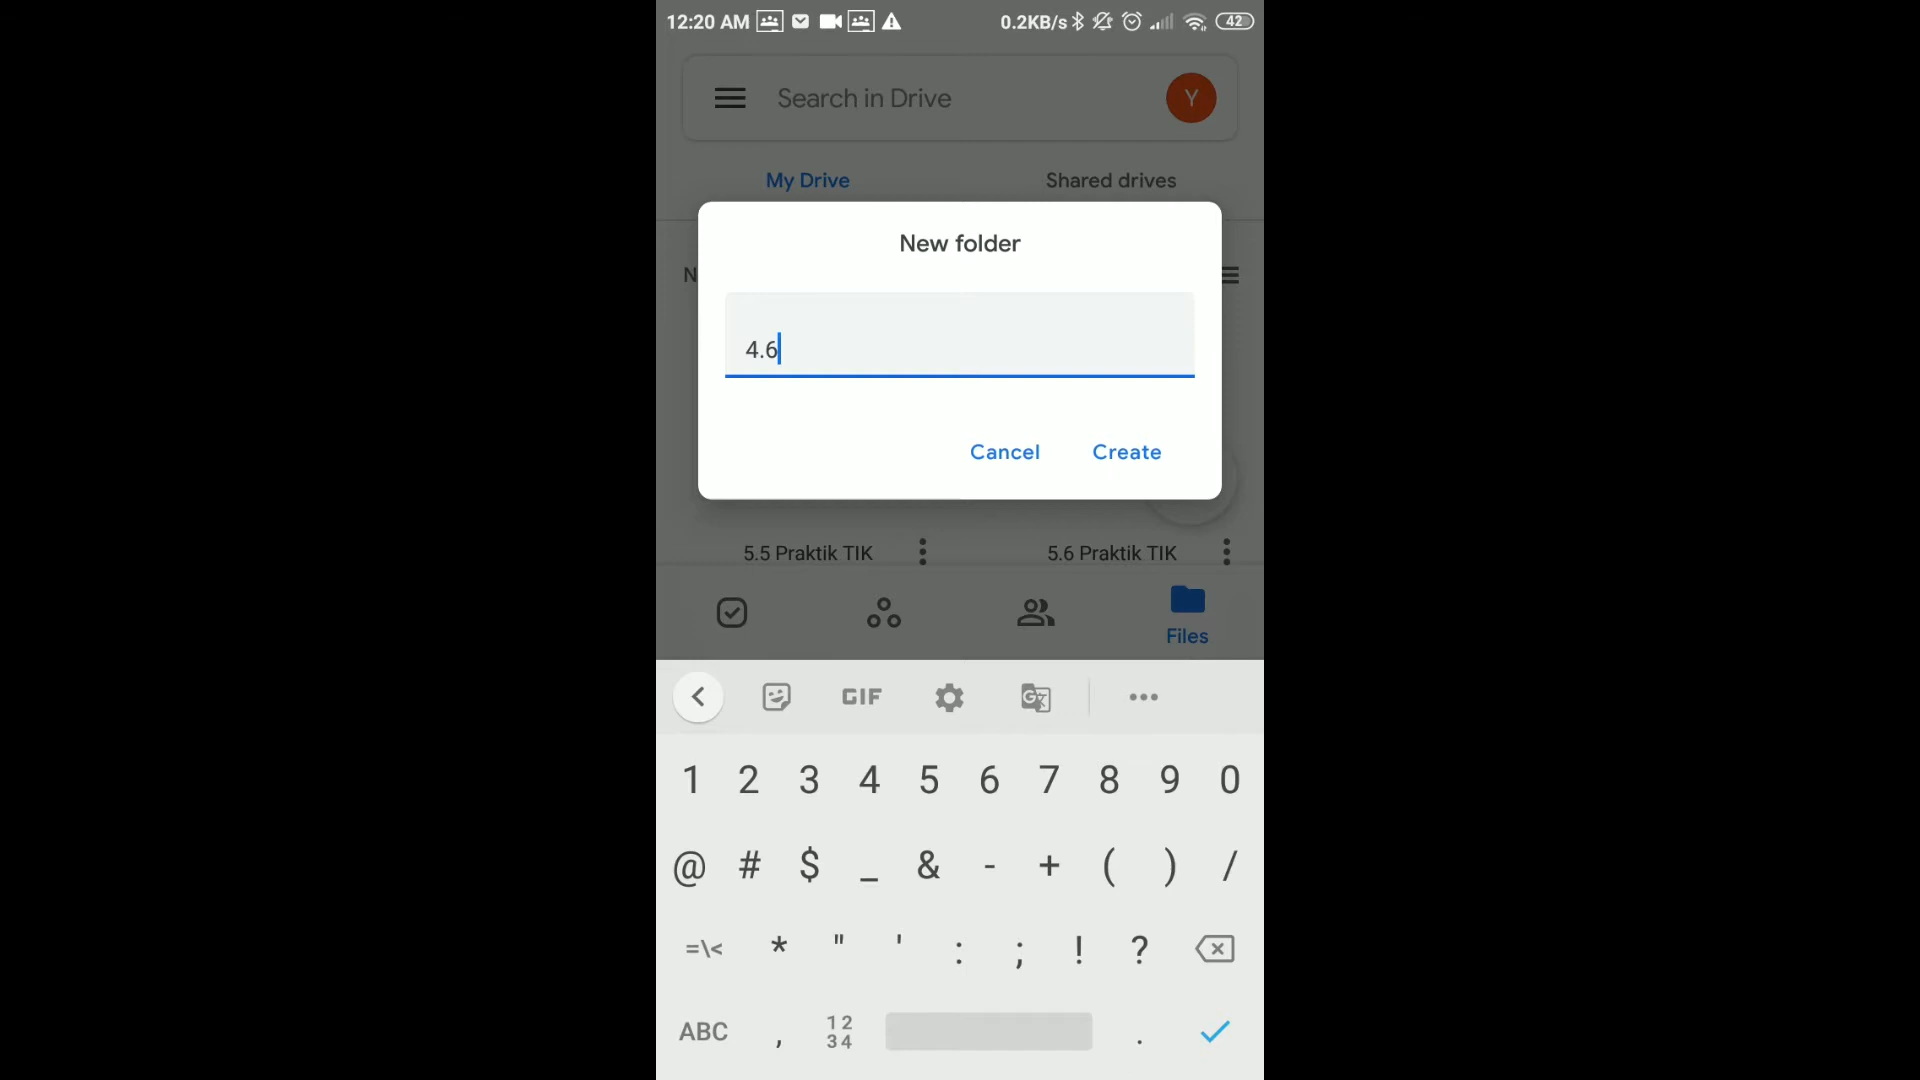 12:20 AM 0.2KB/s 42
Search in Drive Y
My Drive Shared drives
New folder
N
4.6
Cancel Create
5.5 Praktik TIK 5.6 Praktik TIK
Files
GIF G
1 2 3 4 5 6 7 8 9 0
@ # $ _ & - + ( ) /
=\< * " ' : ; ! ?
ABC , 12 34 .